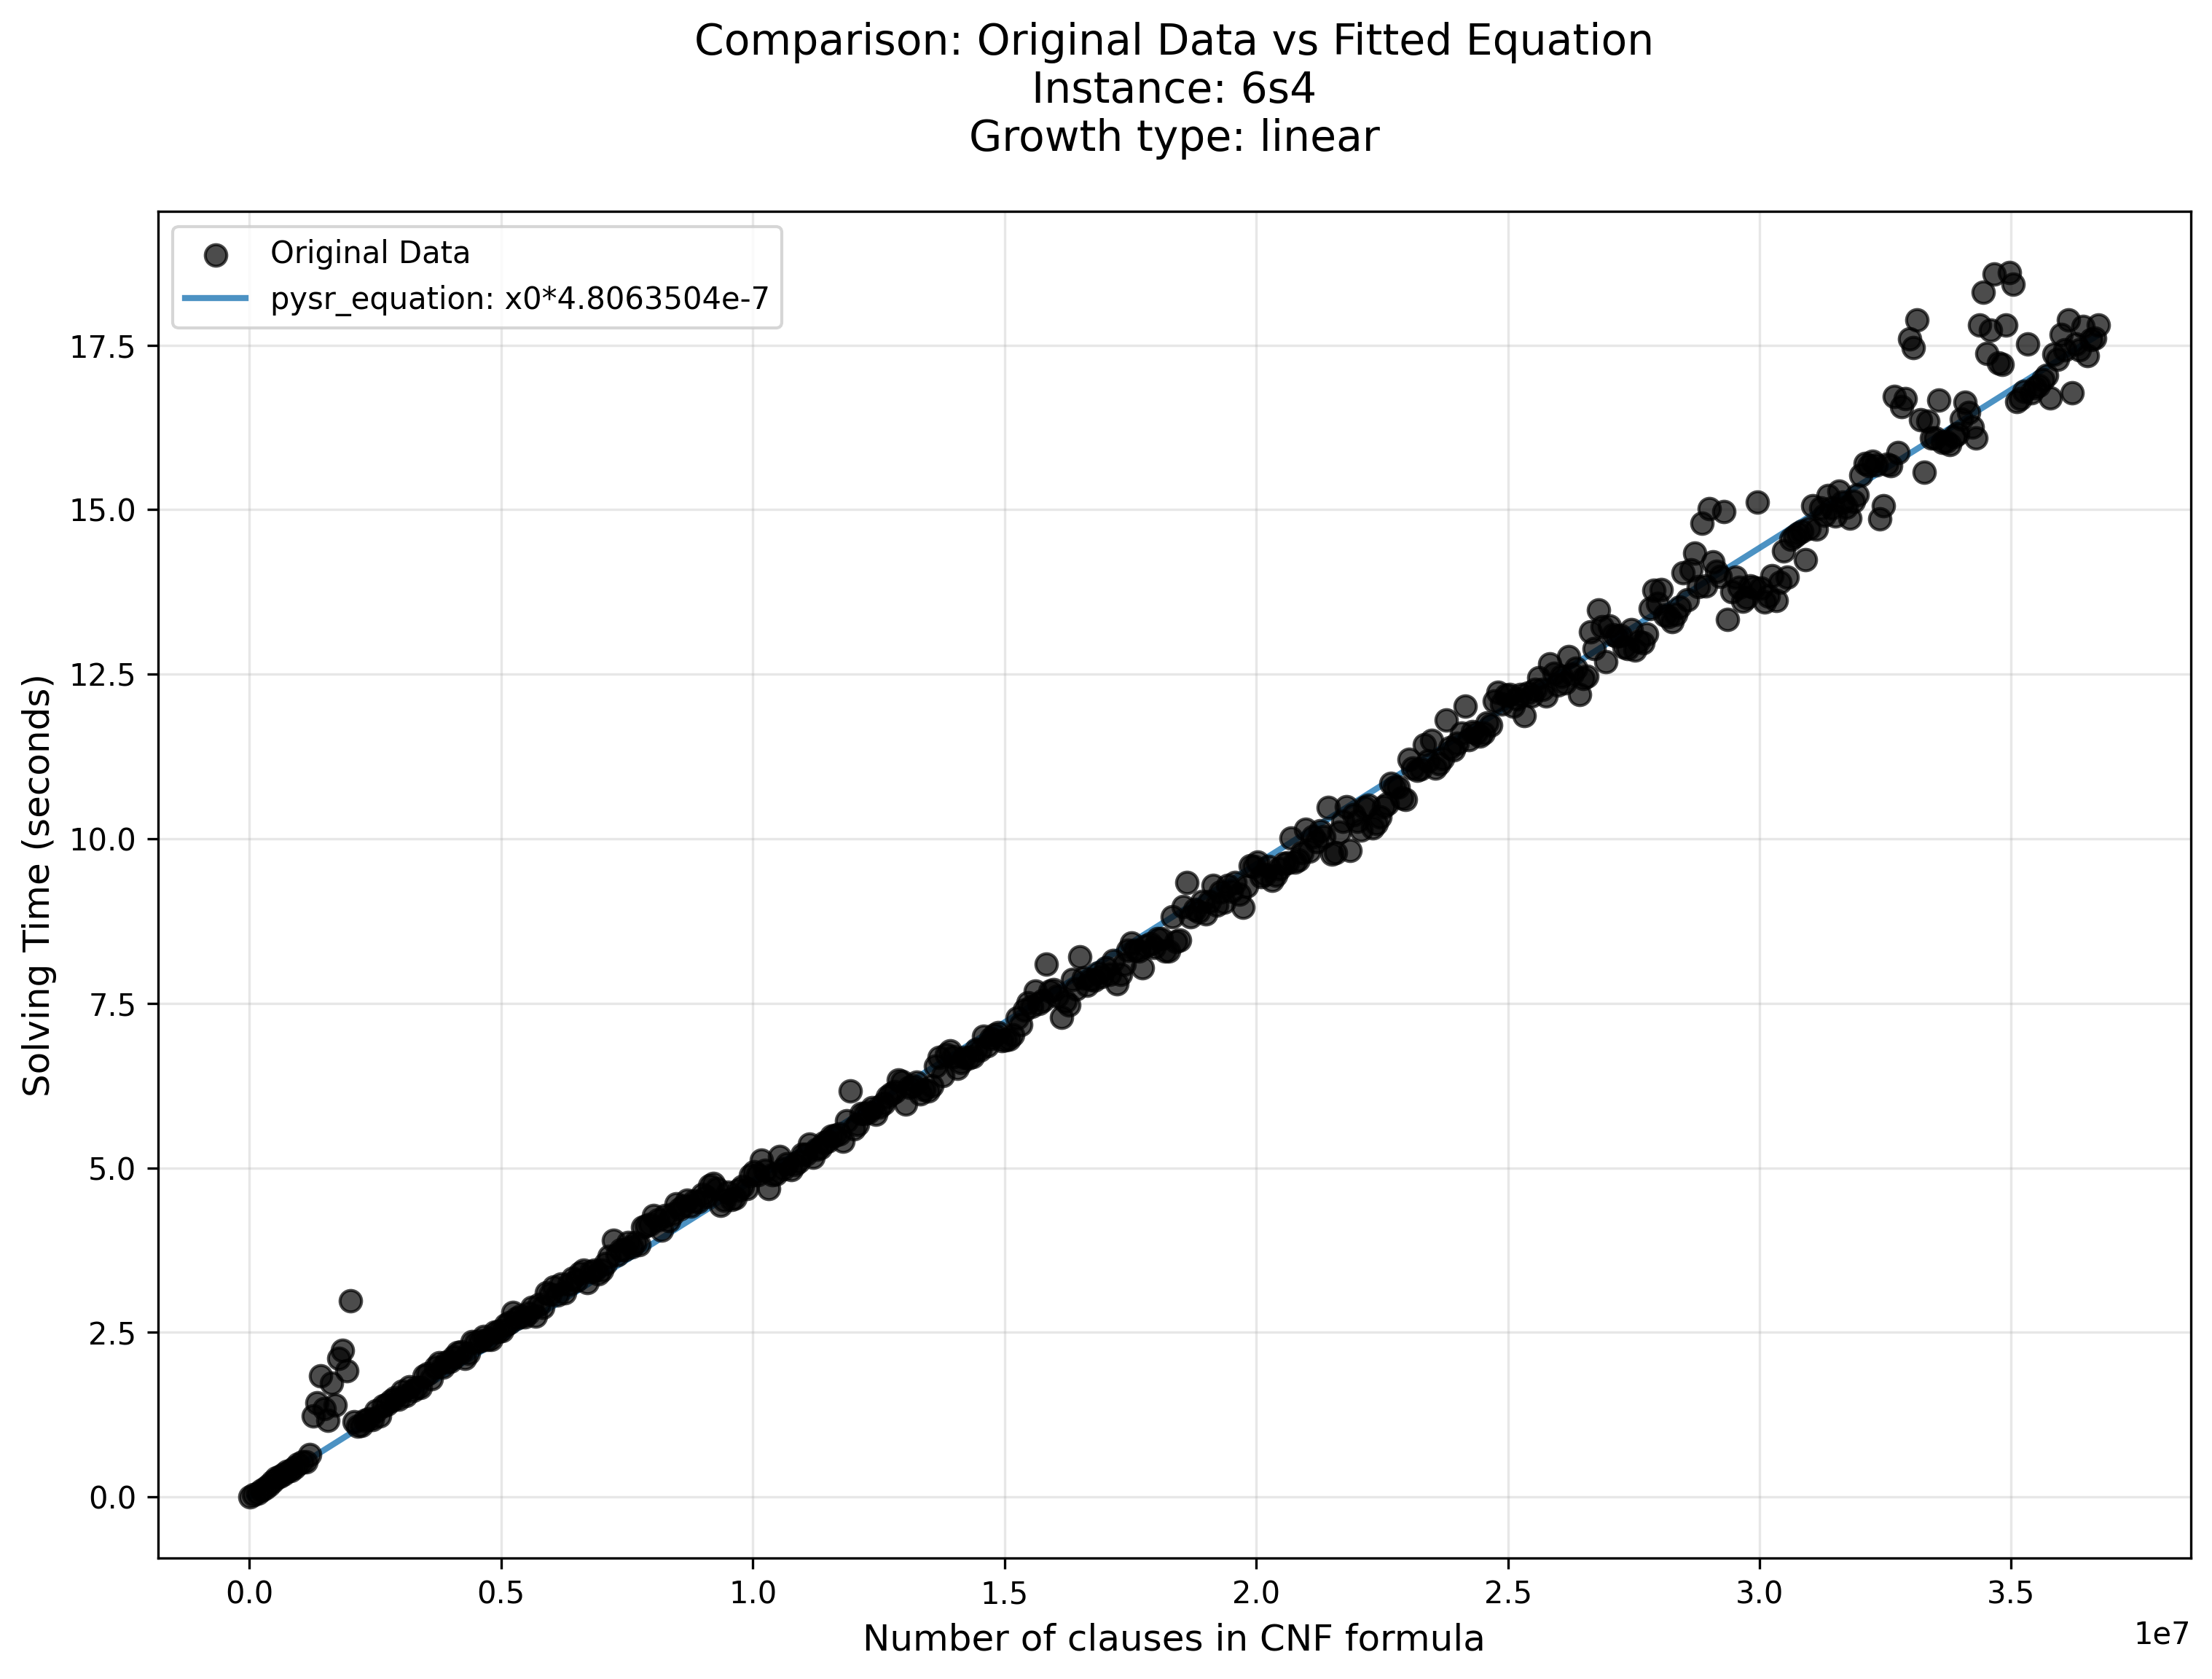 Comparison: Original Data vs Fitted Equation
Instance: 6s4
Growth type: linear
Original Data
pysr_equation: x0*4.8063504e-7
17.5
15.0
12.5
10.0
7.5
5.0
2.5
0.0
Solving Time (seconds)
0.0 0.5 1.0 1.5 2.0 2.5 3.0 3.5
1e7
Number of clauses in CNF formula